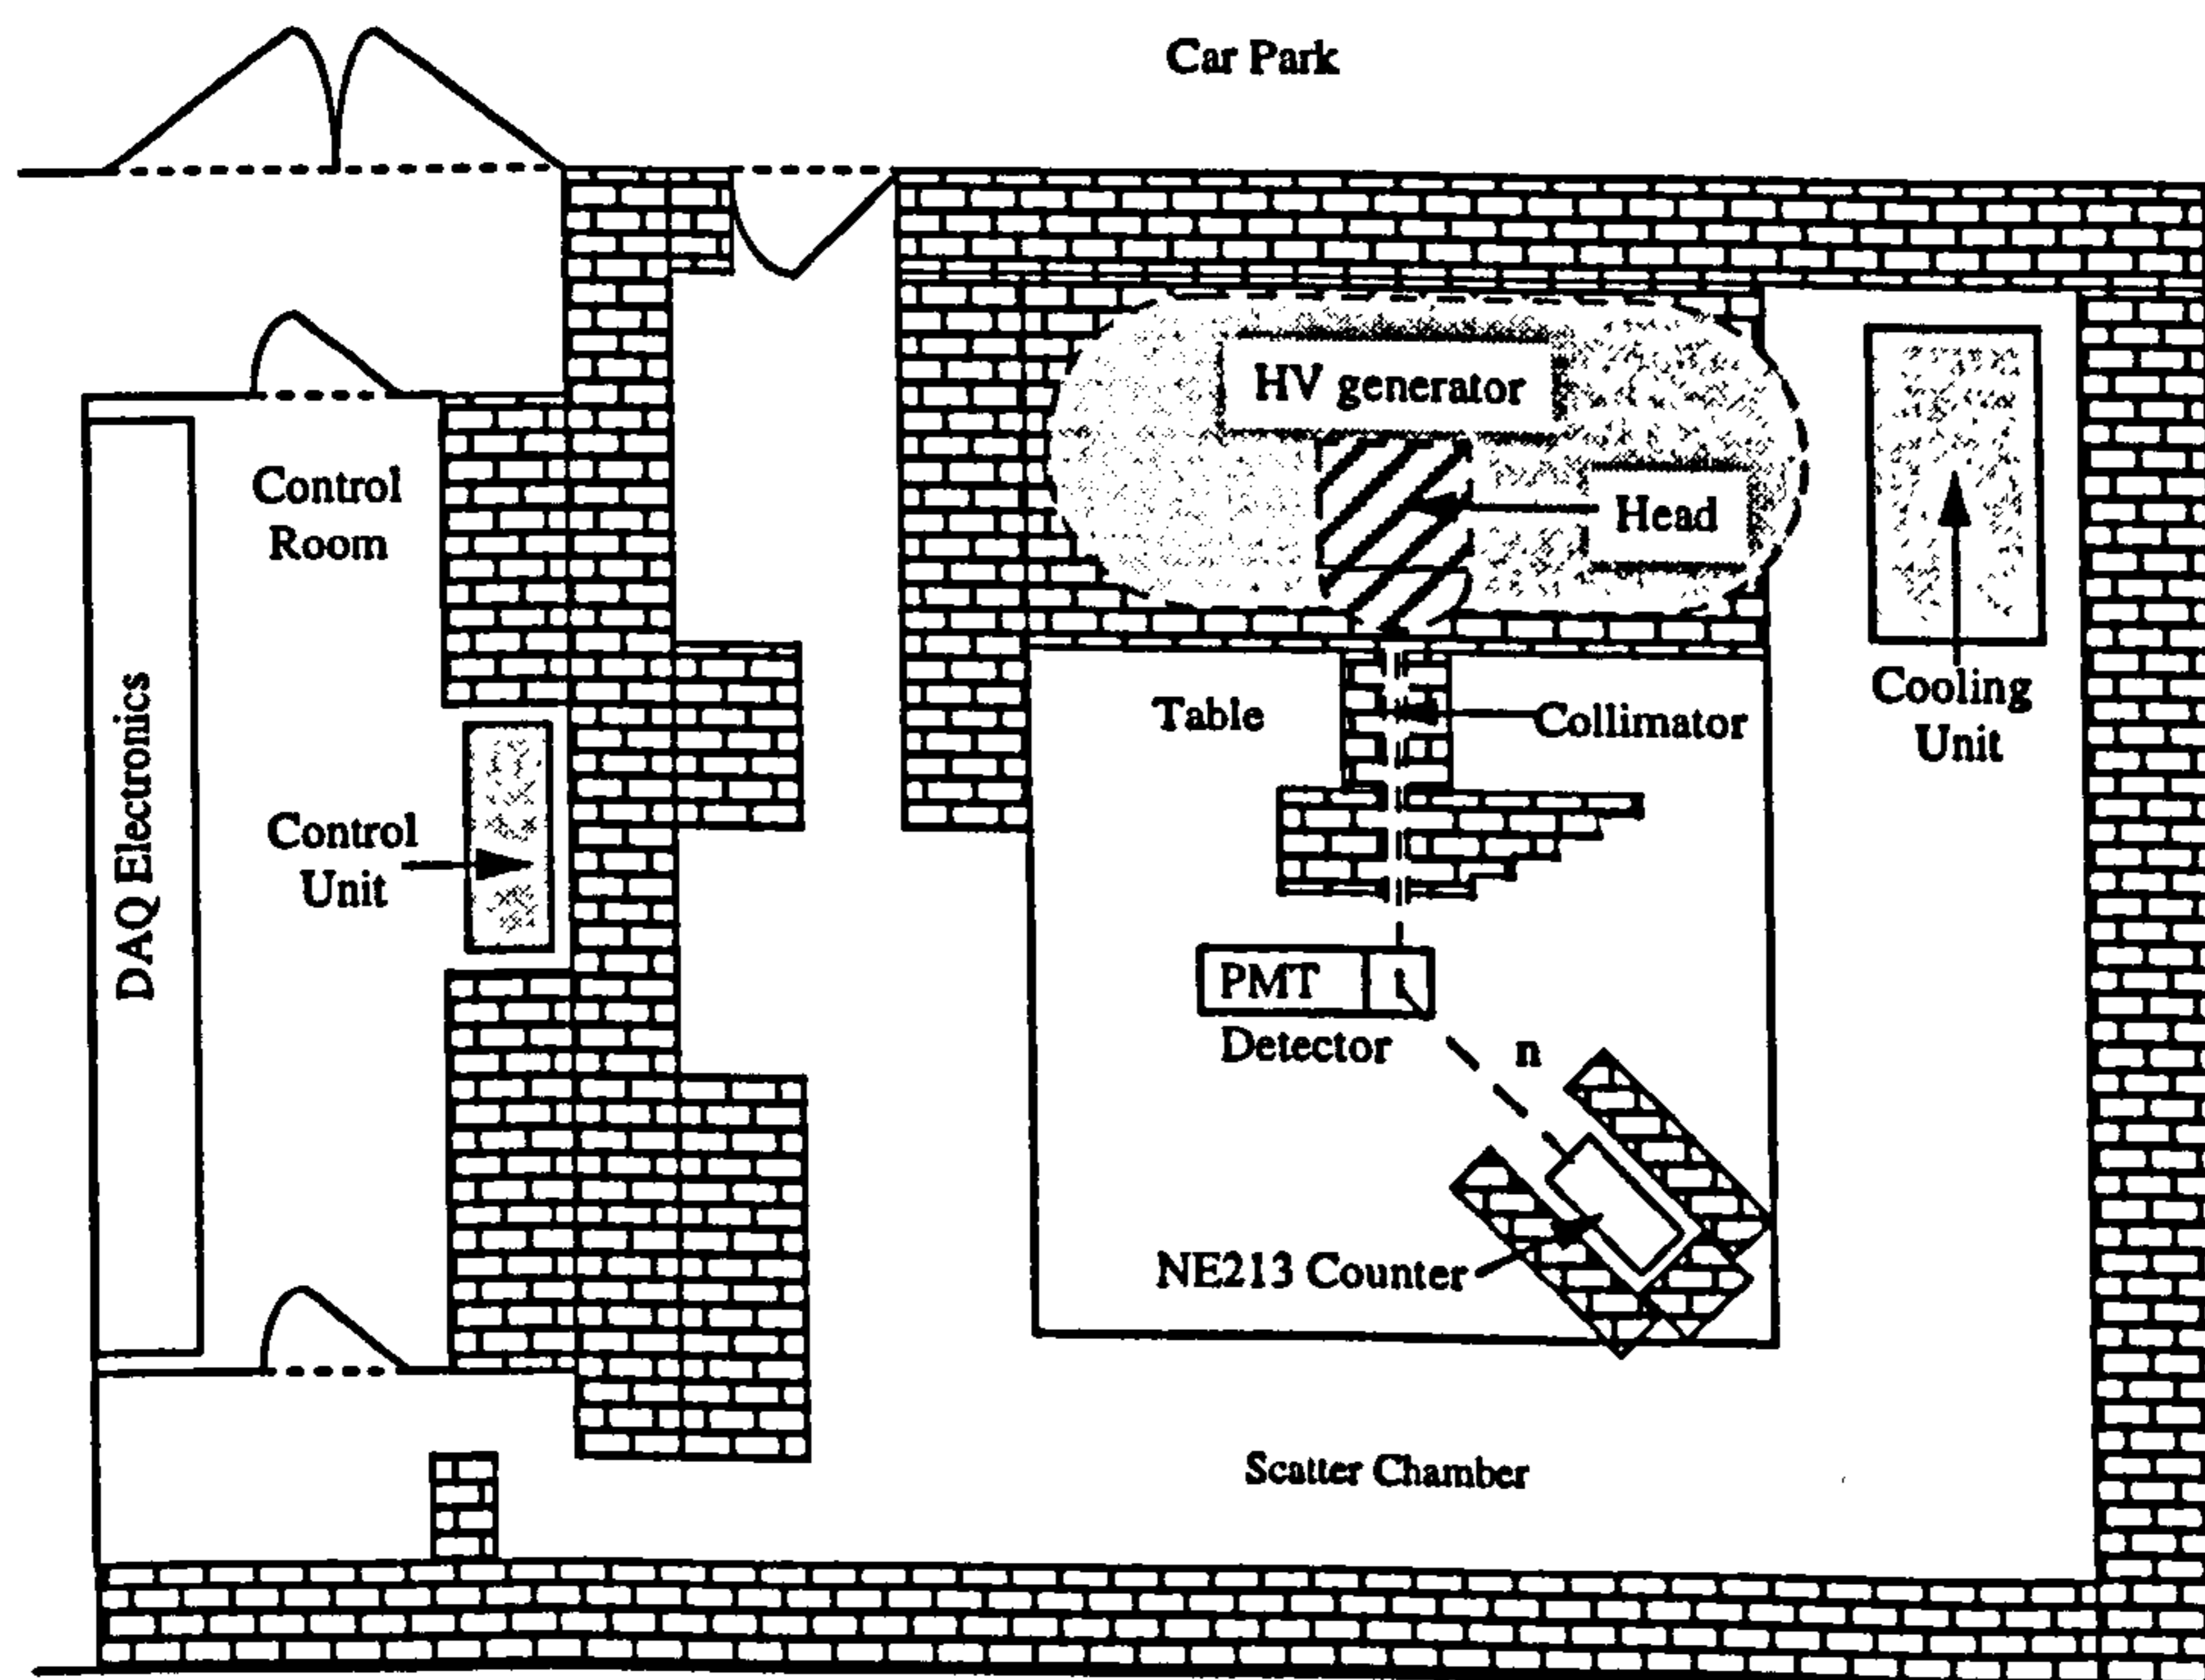 Car Park
HV generator
Head
Control
Room
Cooling
Unit
Table
Collimator
DAQ Electronics
Control
Unit
PMT
Detector
n
NE213 Counter
Scatter Chamber